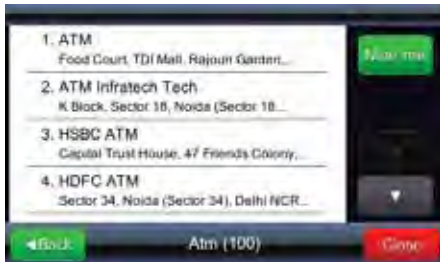 1. ATM
Food Court, TDI Mall, Rajouri Garden,...
Near me
2. ATM Infratech Tech
K Block, Sector 18, Noida (Sector 18...
3. HSBC ATM
Capital Trust House, 47 Friends Colony,...
4. HDFC ATM
Sector 34, Noida (Sector 34), Delhi NCR...
Back
Atm (100)
Close